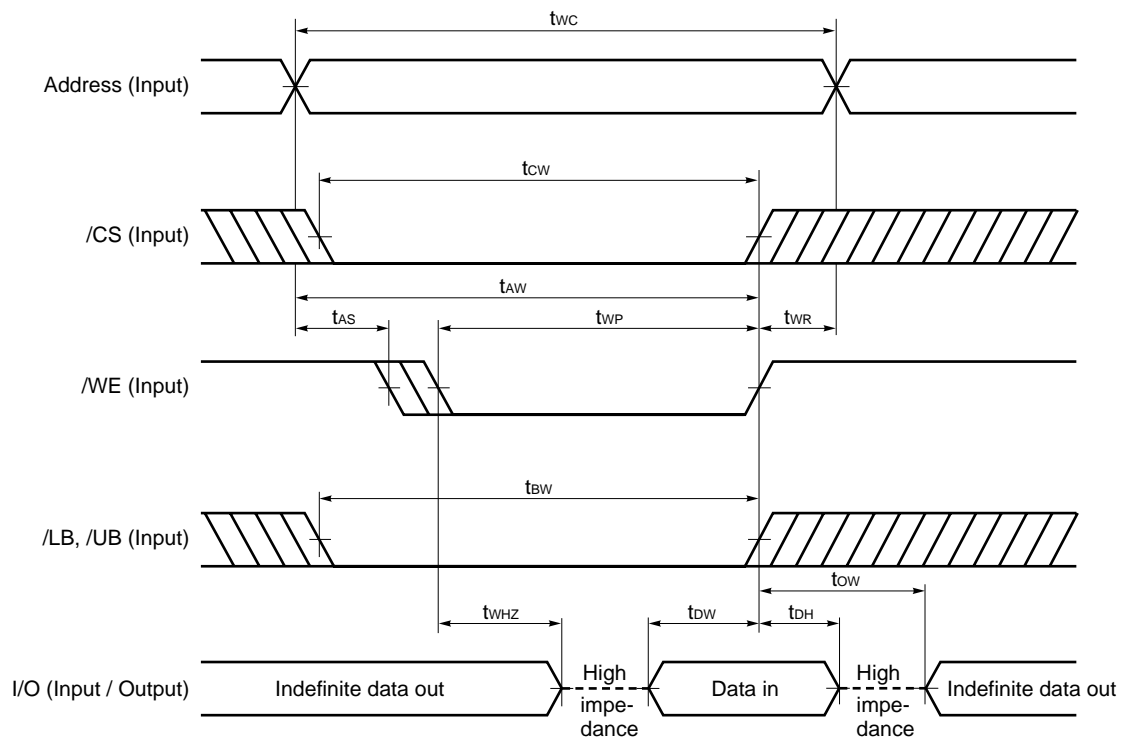 tWC
Address (Input)
tCW
/CS (Input)
tAW
tAS
tWP
tWR
/WE (Input)
tBW
/LB, /UB (Input)
tOW
tWHZ
tDW
tDH
I/O (Input / Output)
Indefinite data out
High
impe-
dance
Data in
High
impe-
dance
Indefinite data out